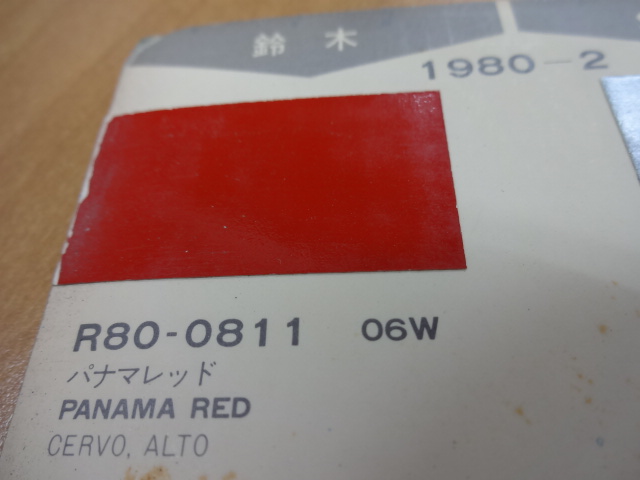 鈴木
1980-2
R80-0811 06W
パナマレッド
PANAMA RED
CERVO, ALTO